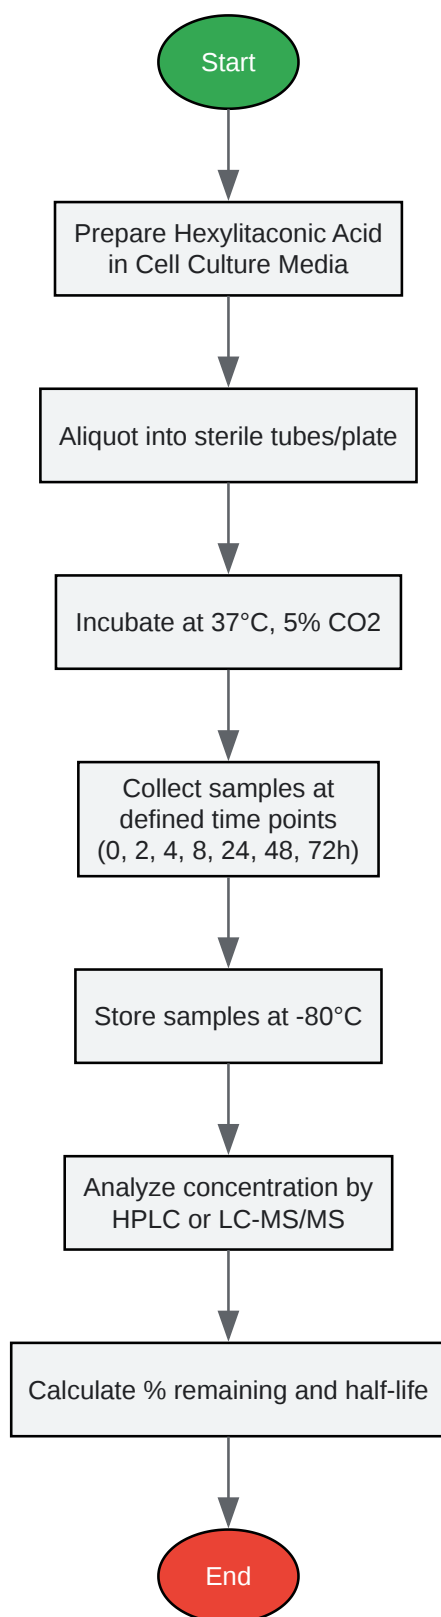 Start
Prepare Hexylitaconic Acid
in Cell Culture Media
Aliquot into sterile tubes/plate
Incubate at 37°C, 5% CO2
Collect samples at
defined time points
(0, 2, 4, 8, 24, 48, 72h)
Store samples at -80°C
Analyze concentration by
HPLC or LC-MS/MS
Calculate % remaining and half-life
End